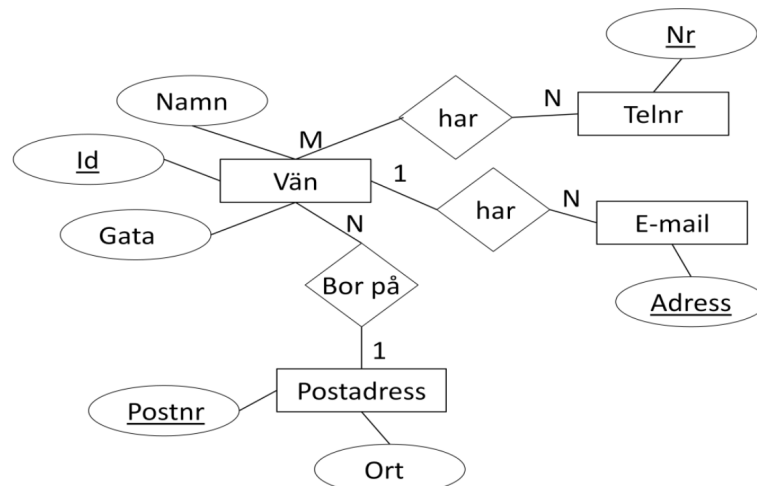 Nr
Namn
har
N
Telnr
M
Id
Vän
1
har
N
E-mail
Gata
N
Bor på
Adress
1
Postadress
Postnr
Ort